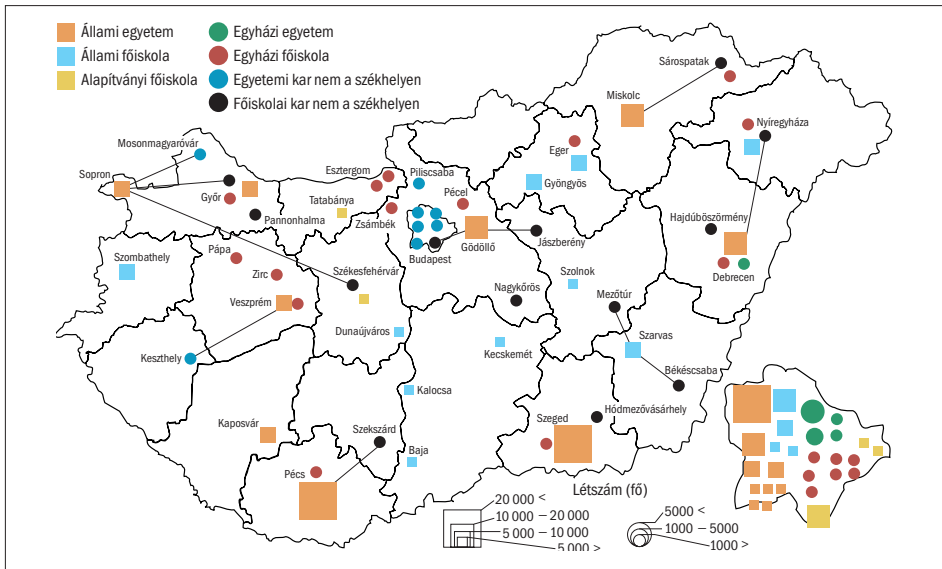 Állami egyetem
Állami főiskola
Alapítványi főiskola
Egyházi egyetem
Egyházi főiskola
Egyetemi kar nem a székhelyen
Főiskolai kar nem a székhelyen
Sárospatak
Miskolc
Nyíregyháza
Mosonmagyaróvár
Sopron
Győr
Pannonhalma
Esztergom
Tatabánya
Zsámbék
Piliscsaba
Pécel
Eger
Gyöngyös
Gödöllő
Budapest
Jászberény
Hajdúböszörmény
Debrecen
Szombathely
Pápa
Zirc
Veszprém
Székesfehérvár
Dunaújváros
Nagykőrös
Szolnok
Mezőtúr
Szarvas
Kecskemét
Békéscsaba
Keszthely
Kalocsa
Kaposvár
Szekszárd
Baja
Szeged
Hódmezővásárhely
Pécs
Létszám (fő)
20 000 <
10 000 – 20 000
5 000 – 10 000
5 000 >
5000 <
1000 – 5000
1000 >